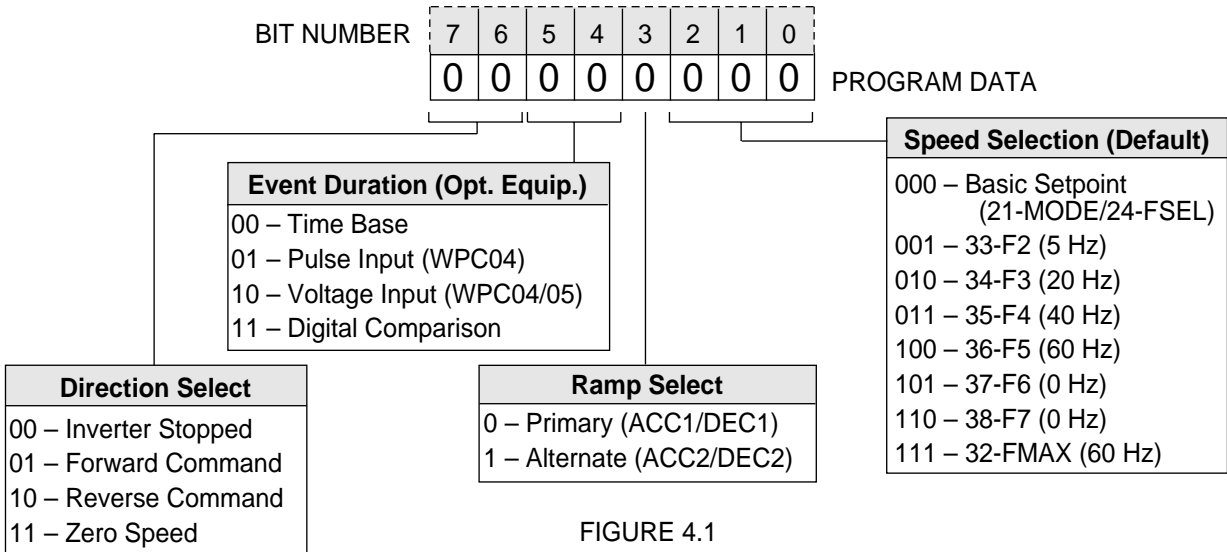 BIT NUMBER 7 6 5 4 3 2 1 0
0 0 0 0 0 0 0 0 PROGRAM DATA
Speed Selection (Default)
000 – Basic Setpoint
(21-MODE/24-FSEL)
001 – 33-F2 (5 Hz)
010 – 34-F3 (20 Hz)
011 – 35-F4 (40 Hz)
100 – 36-F5 (60 Hz)
101 – 37-F6 (0 Hz)
110 – 38-F7 (0 Hz)
111 – 32-FMAX (60 Hz)
Event Duration (Opt. Equip.)
00 – Time Base
01 – Pulse Input (WPC04)
10 – Voltage Input (WPC04/05)
11 – Digital Comparison
Direction Select
00 – Inverter Stopped
01 – Forward Command
10 – Reverse Command
11 – Zero Speed
Ramp Select
0 – Primary (ACC1/DEC1)
1 – Alternate (ACC2/DEC2)
FIGURE 4.1